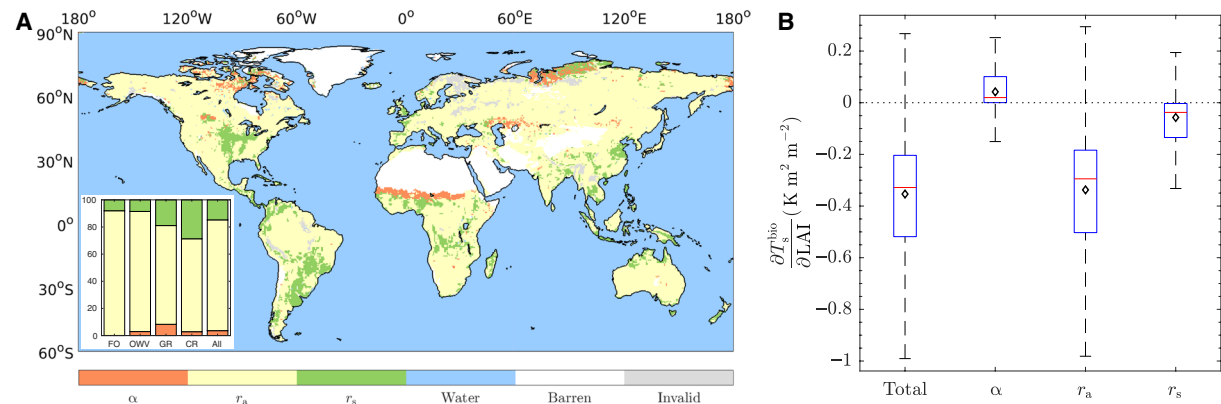 A
180° 120°W 60°W 0° 60°E 120°E 180°
90°N
60°N
30°N
0°
30°S
60°S
100
80
60
40
20
0
FO OWV GR CR All
α r_a r_s Water Barren Invalid
B
∂T_s^bio/∂LAI (K m² m⁻²)
0.2
0
−0.2
−0.4
−0.6
−0.8
−1
Total α r_a r_s